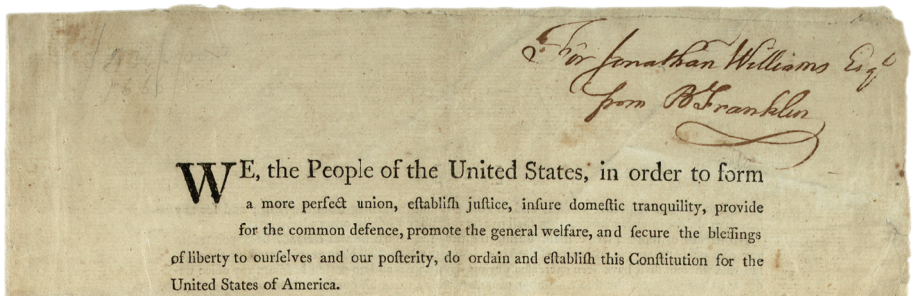 For Jonathan Williams Esqr
from B Franklin
WE, the People of the United States, in order to form
a more perfect union, eſtabliſh juſtice, inſure domeſtic tranquility, provide
for the common defence, promote the general welfare, and ſecure the bleſſings
of liberty to ourſelves and our poſterity, do ordain and eſtabliſh this Conſtitution for the
United States of America.